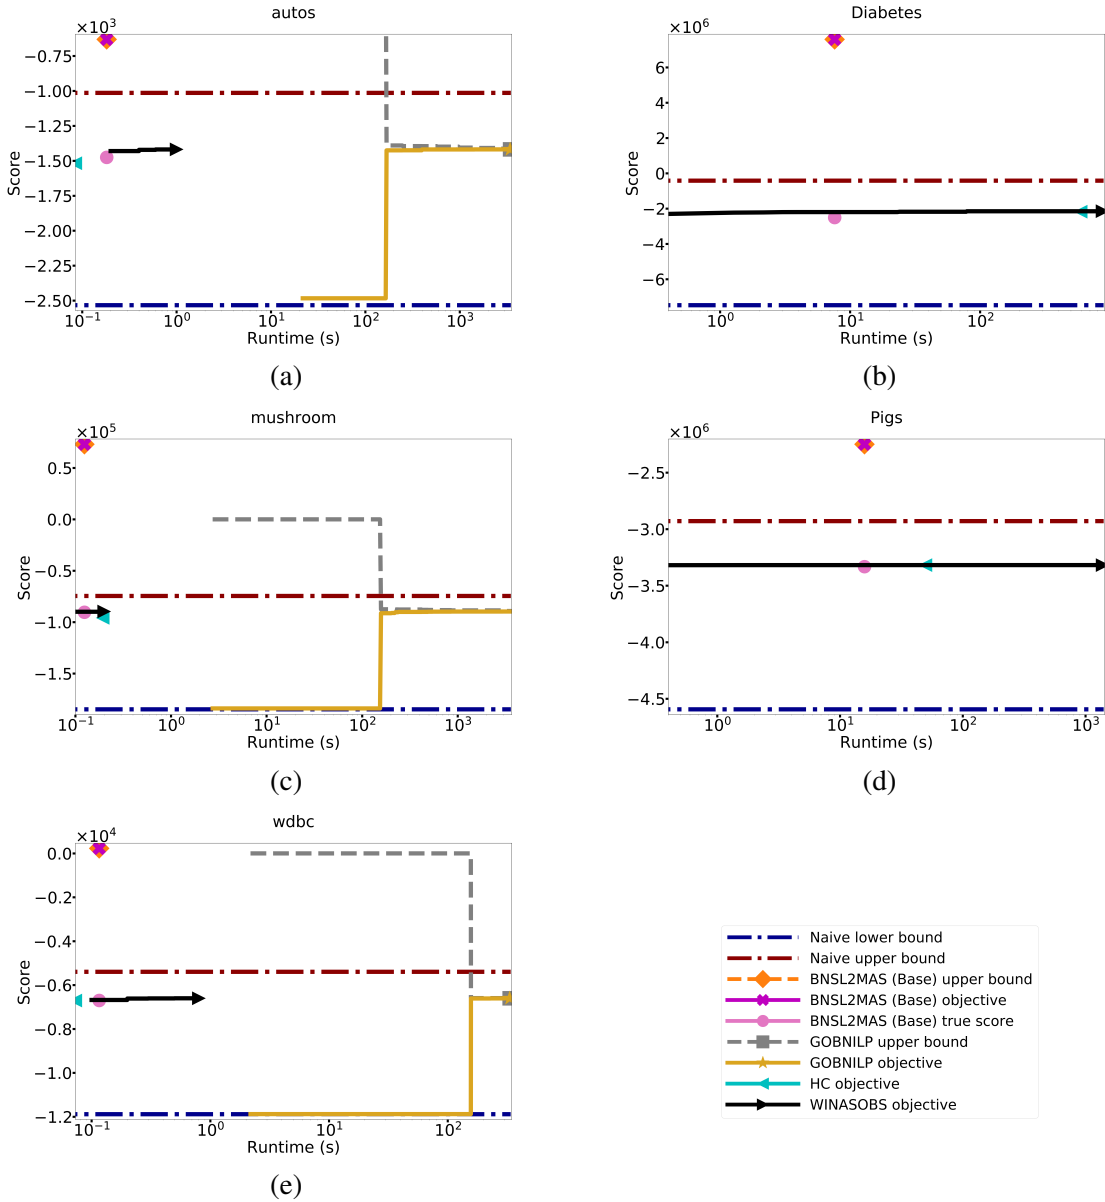 autos
×10³
−0.75
−1.00
−1.25
−1.50
−1.75
−2.00
−2.25
−2.50
Score
10⁻¹ 10⁰ 10¹ 10² 10³
Runtime (s)
(a)
Diabetes
×10⁶
6
4
2
0
−2
−4
−6
Score
10⁰ 10¹ 10²
Runtime (s)
(b)
mushroom
×10⁵
0.5
0.0
−0.5
−1.0
−1.5
Score
10⁻¹ 10⁰ 10¹ 10² 10³
Runtime (s)
(c)
Pigs
×10⁶
−2.5
−3.0
−3.5
−4.0
−4.5
Score
10⁰ 10¹ 10² 10³
Runtime (s)
(d)
wdbc
×10⁴
0.0
−0.2
−0.4
−0.6
−0.8
−1.0
−1.2
Score
10⁻¹ 10⁰ 10¹ 10²
Runtime (s)
(e)
Naive lower bound
Naive upper bound
BNSL2MAS (Base) upper bound
BNSL2MAS (Base) objective
BNSL2MAS (Base) true score
GOBNILP upper bound
GOBNILP objective
HC objective
WINASOBS objective